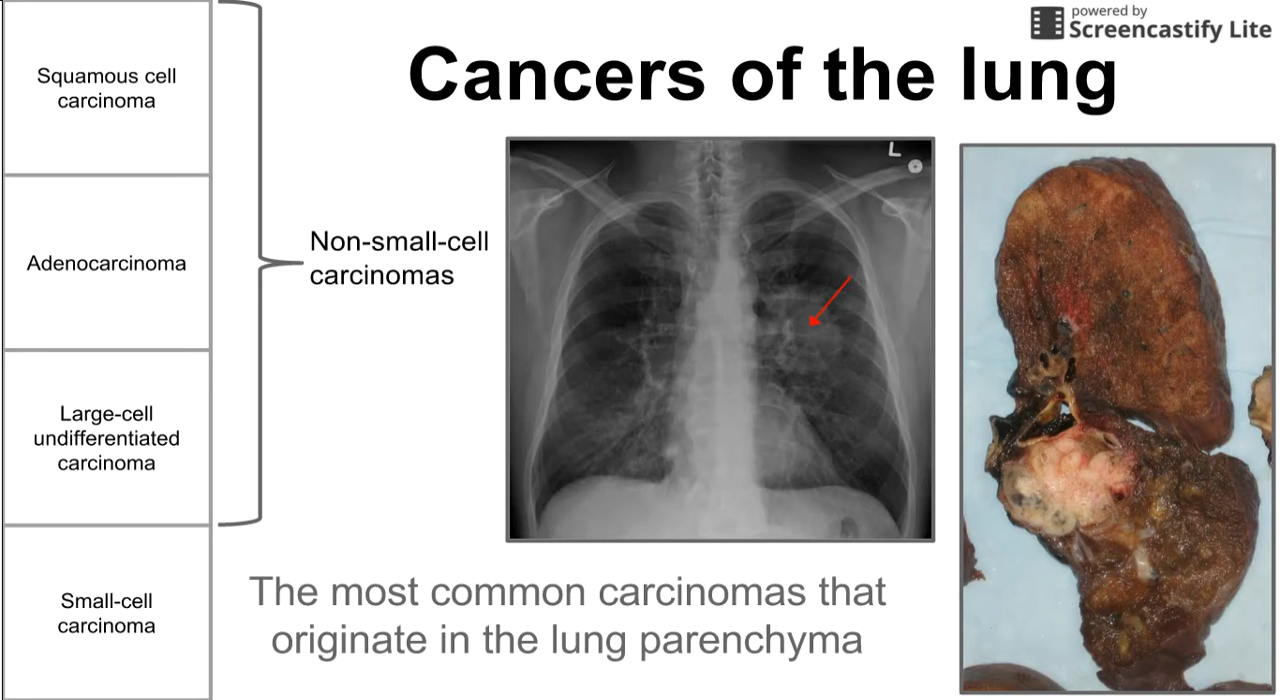 powered by
Screencastify Lite
Cancers of the lung
Squamous cell
carcinoma
Adenocarcinoma
Large-cell
undifferentiated
carcinoma
Small-cell
carcinoma
Non-small-cell
carcinomas
L
The most common carcinomas that
originate in the lung parenchyma